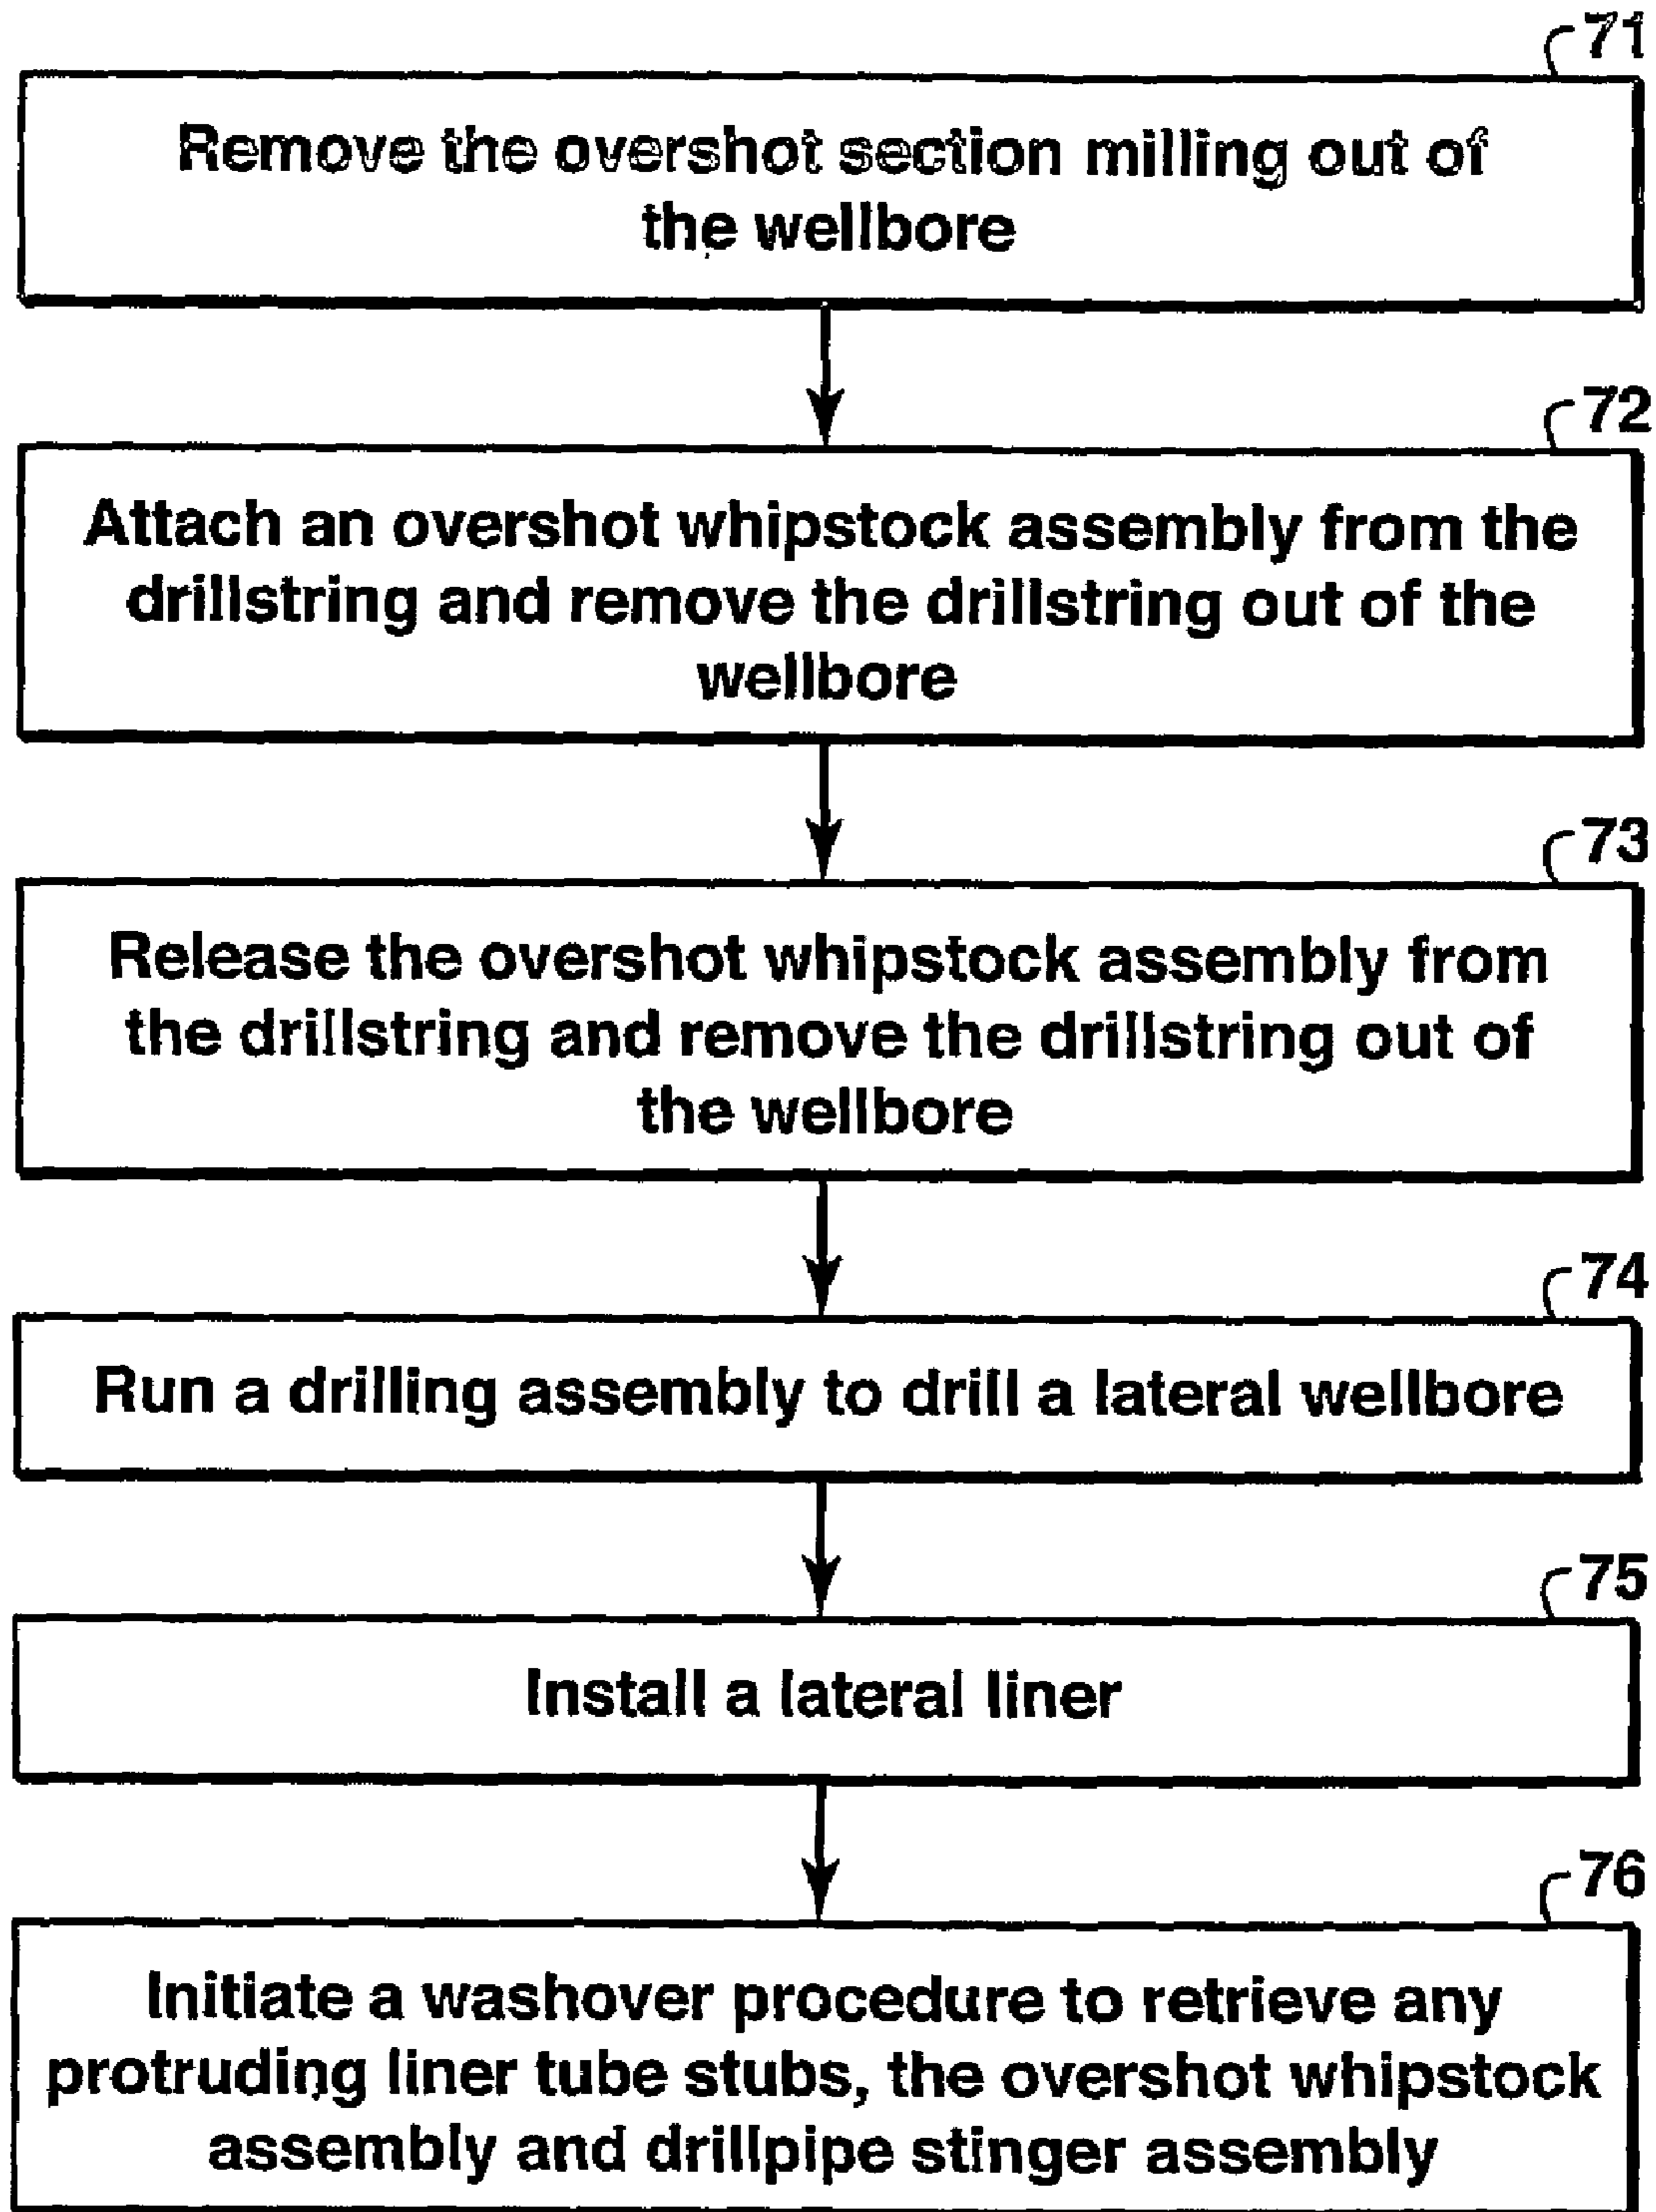 71
Remove the overshot section milling out of
the wellbore
72
Attach an overshot whipstock assembly from the
drillstring and remove the drillstring out of the
wellbore
73
Release the overshot whipstock assembly from
the drillstring and remove the drillstring out of
the wellbore
74
Run a drilling assembly to drill a lateral wellbore
75
Install a lateral liner
76
Initiate a washover procedure to retrieve any
protruding liner tube stubs, the overshot whipstock
assembly and drillpipe stinger assembly